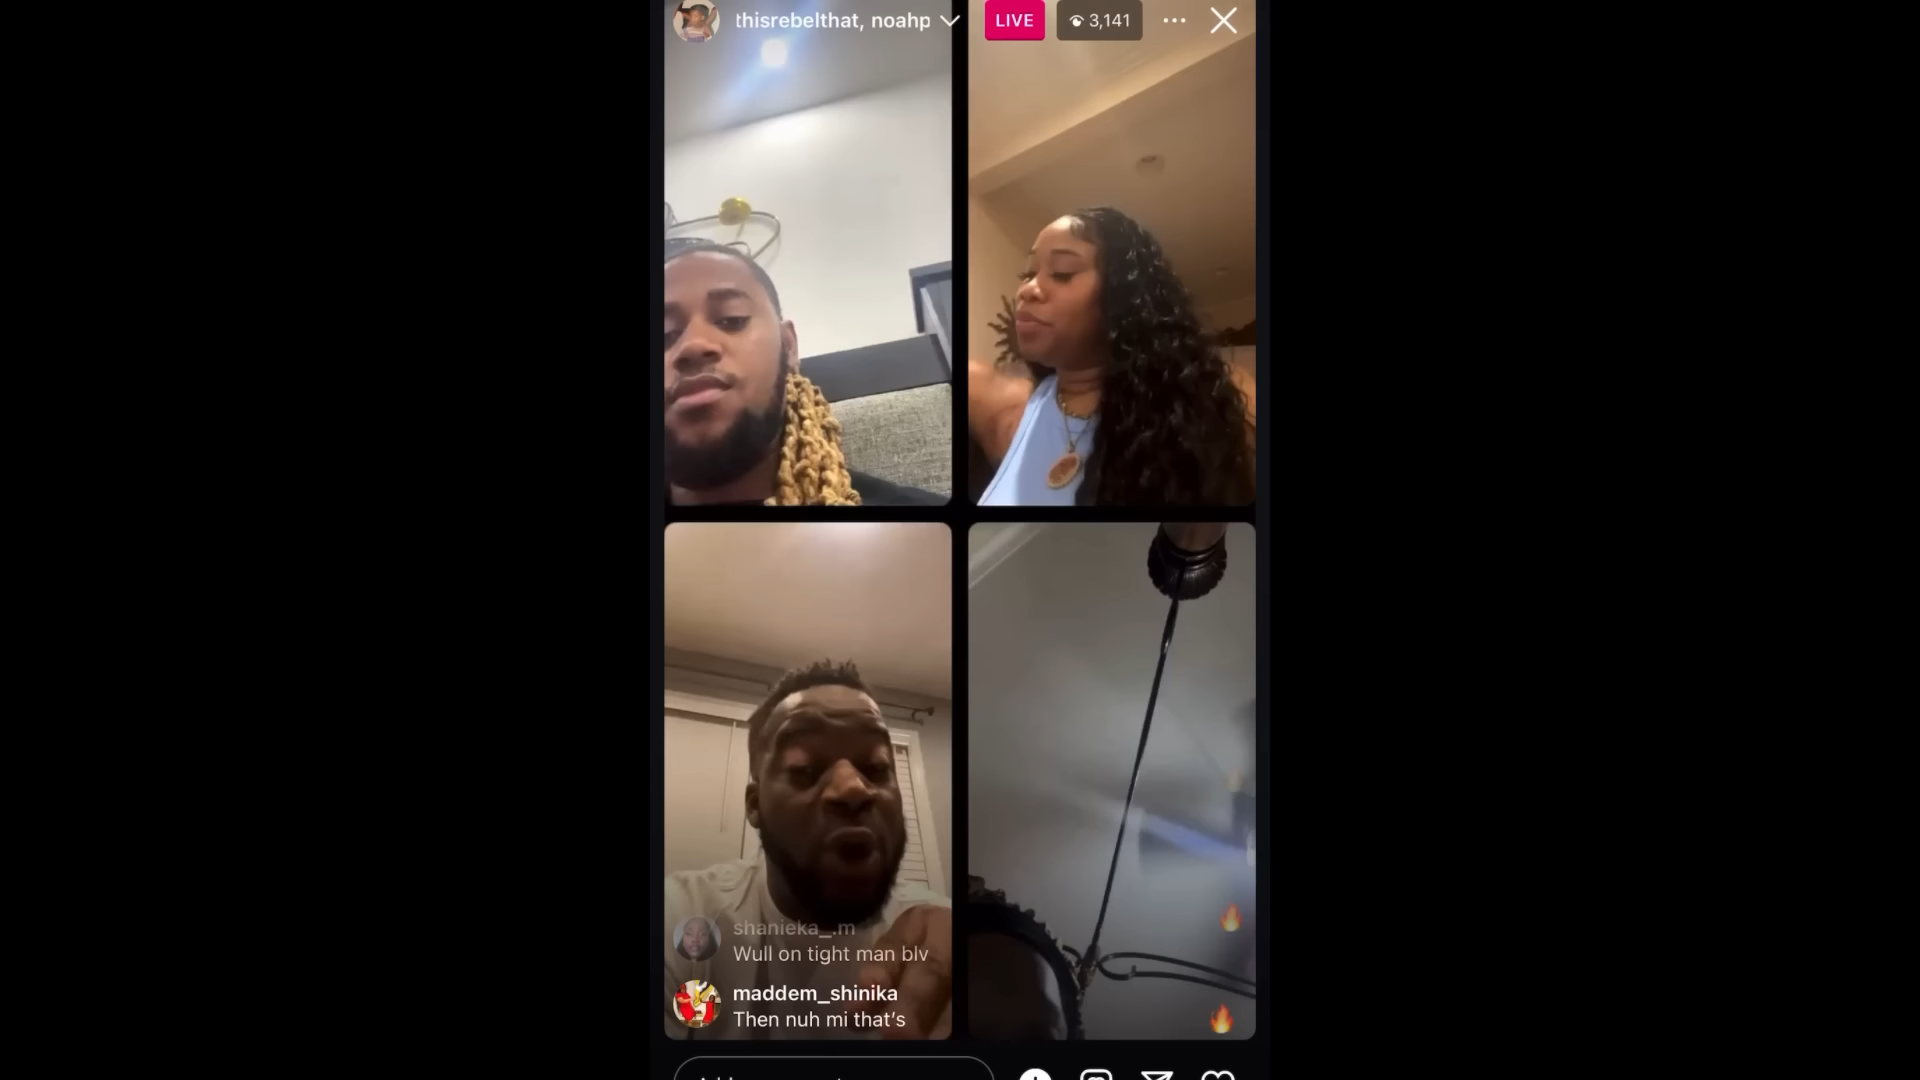 thisrebelthat, noahp
LIVE
3,141
shanieka_.m
Wull on tight man blv
maddem_shinika
Then nuh mi that's